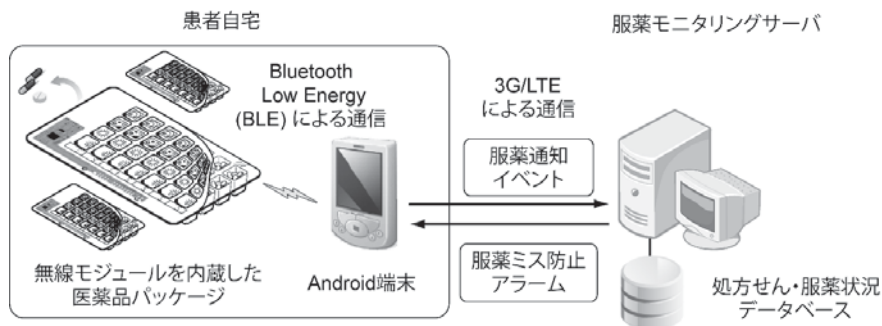 患者自宅
服薬モニタリングサーバ
Bluetooth
Low Energy
(BLE) による通信
3G/LTE
による通信
服薬通知
イベント
服薬ミス防止
アラーム
無線モジュールを内蔵した
医薬品パッケージ
Android端末
処方せん・服薬状況
データベース